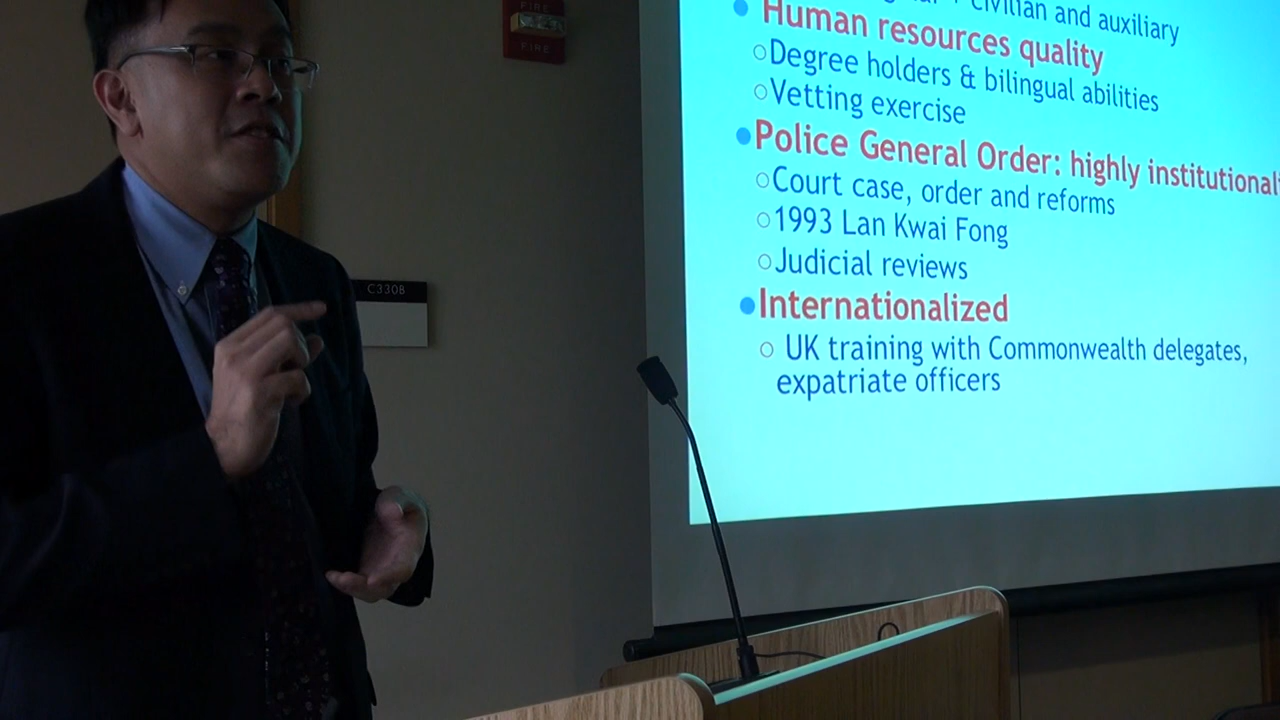 FIRE
FIRE
civilian and auxiliary
Human resources quality
Degree holders & bilingual abilities
Vetting exercise
Police General Order: highly
Court case, order and reforms
1993 Lan Kwai Fong
Judicial reviews
Internationalized
UK training with Commonwealth delegates,
expatriate officers
C330B